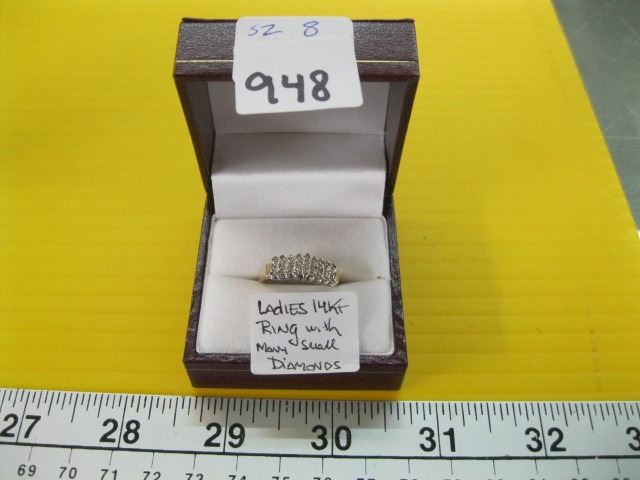 SZ 8
948
LADIES 14KT
RING with
Many small
DIAMONDS
27 28 29 30 31 32
69 70 71 72 73 74 75 76 77 78 79 80 81 82